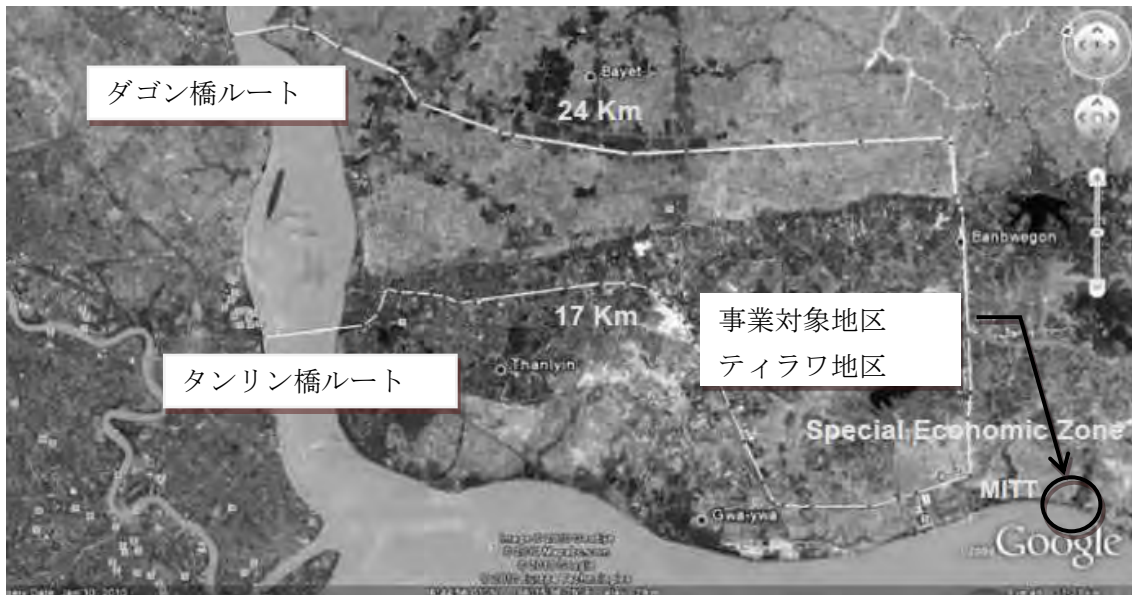 Bayet
ダゴン橋ルート
24 Km
Banbwegon
17 Km
事業対象地区
ティラワ地区
Thanlyin
タンリン橋ルート
Special Economic Zone
MITT
Gwa-ywa
Google